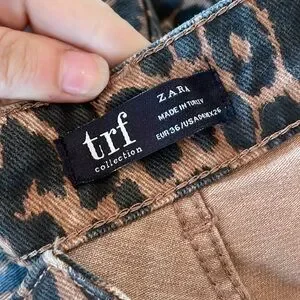 trf
collection
ZARA
MADE IN TURKEY
EUR 36/USA 04/MEX 26